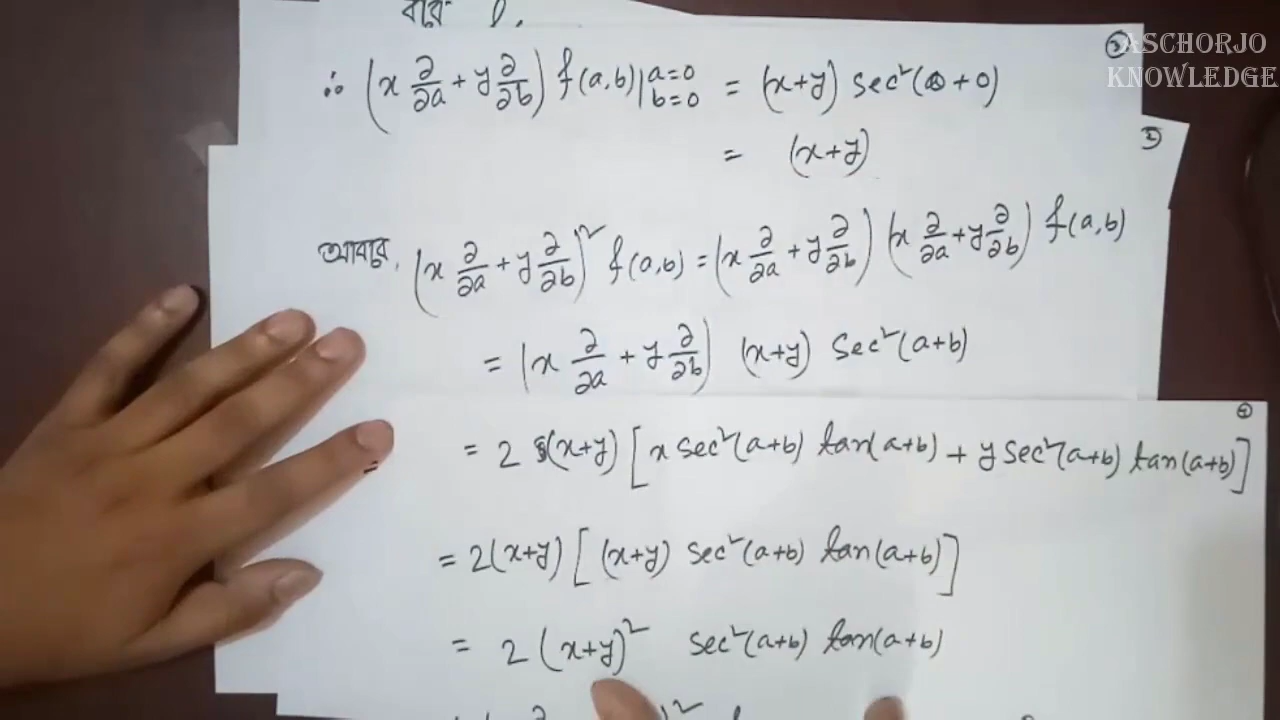 ASCHORJO
KNOWLEDGE
∴ (x ∂/∂a + y ∂/∂b) f(a,b)|a=0 b=0 = (x+y) sec²(0+0)
= (x+y)
আবার, (x ∂/∂a + y ∂/∂b)² f(a,b) = (x ∂/∂a + y ∂/∂b) (x ∂/∂a + y ∂/∂b) f(a,b)
= (x ∂/∂a + y ∂/∂b) (x+y) sec²(a+b)
= 2 (x+y) [x sec²(a+b) tan(a+b) + y sec²(a+b) tan(a+b)]
= 2(x+y) [(x+y) sec²(a+b) tan(a+b)]
= 2 (x+y)² sec²(a+b) tan(a+b)